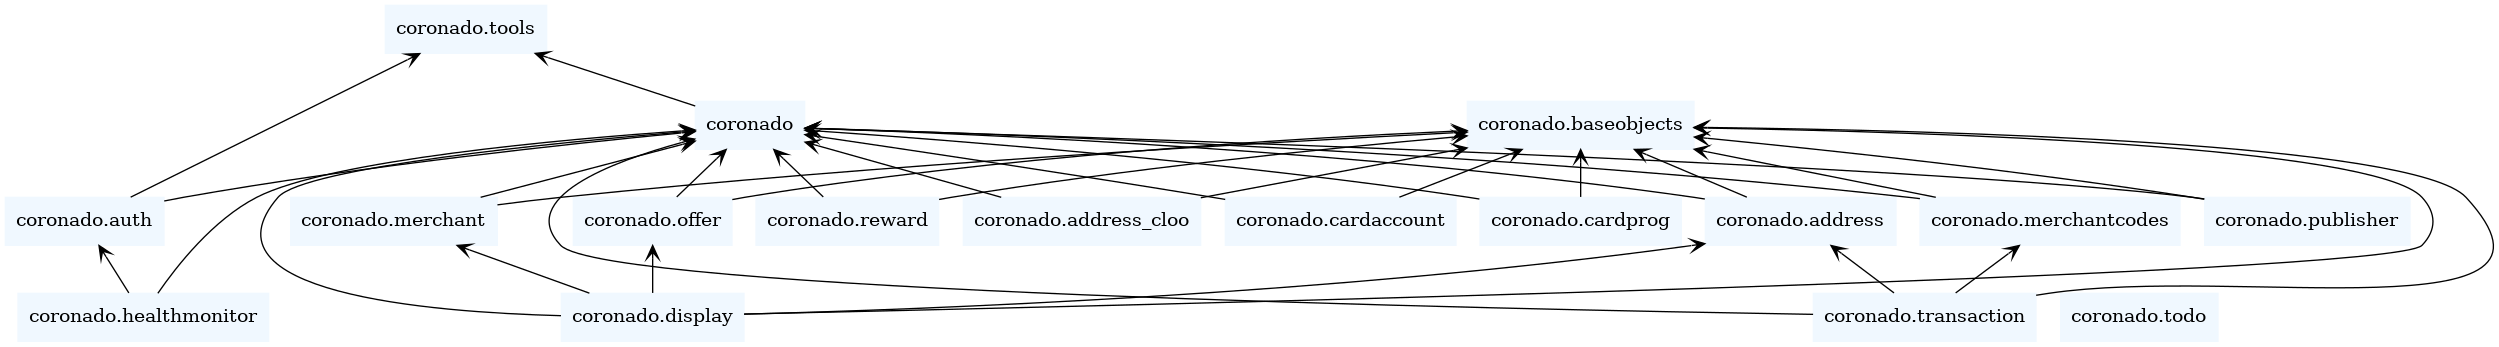 coronado.tools
coronado
coronado.baseobjects
coronado.auth
coronado.merchant
coronado.offer
coronado.reward
coronado.address_cloo
coronado.cardaccount
coronado.cardprog
coronado.address
coronado.merchantcodes
coronado.publisher
coronado.healthmonitor
coronado.display
coronado.transaction
coronado.todo